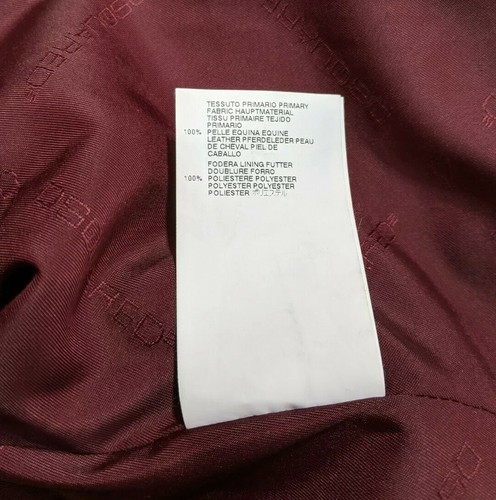 TESSUTO PRIMARIO PRIMARY
FABRIC HAUPTMATERIAL
TISSU PRIMAIRE TEJIDO
PRIMARIO
100% PELLE EQUINA EQUINE
LEATHER PFERDELEDER PEAU
DE CHEVAL PIEL DE
CABALLO
FODERA LINING FUTTER
DOUBLURE FORRO
100% POLIESTERE POLYESTER
POLYESTER POLYESTER
POLIESTER ポリエステル